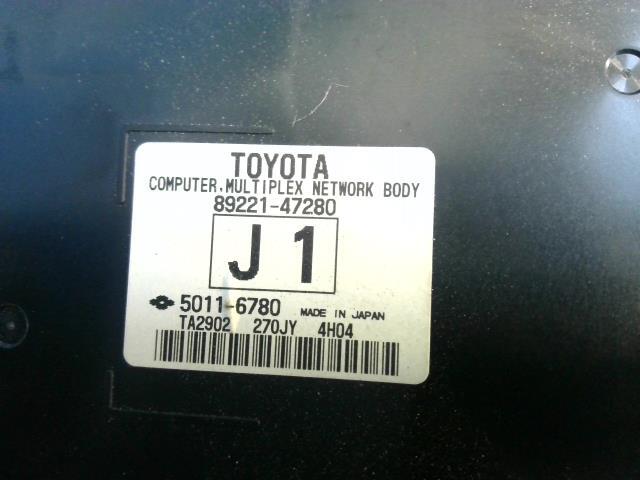 TOYOTA
COMPUTER, MULTIPLEX NETWORK BODY
89221-47280
J 1
5011-6780 MADE IN JAPAN
TA2902 270JY 4H04